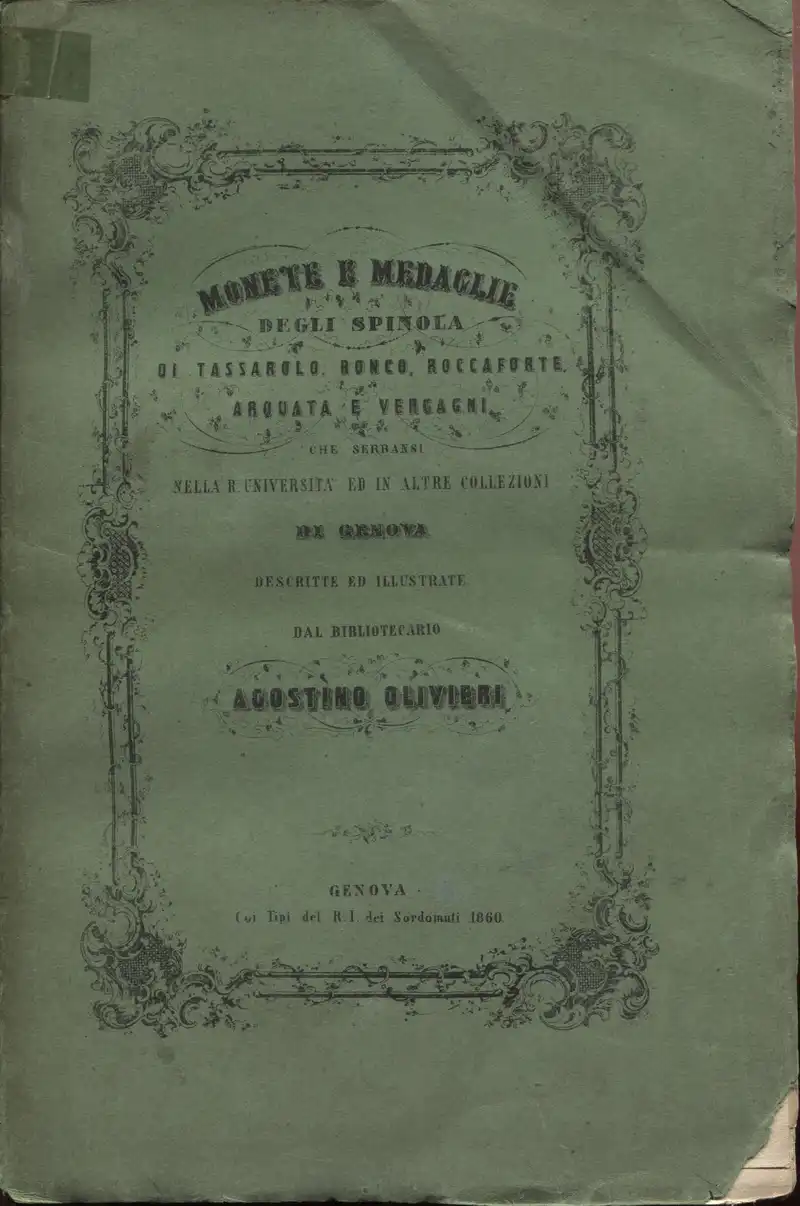 MONETE E MEDAGLIE
DEGLI SPINOLA
DI TASSAROLO, RONCO, ROCCAFORTE,
ARQUATA E VERGAGNI,
CHE SERBANSI
NELLA R. UNIVERSITA' ED IN ALTRE COLLEZIONI
DI GENOVA
DESCRITTE ED ILLUSTRATE
DAL BIBLIOTECARIO
AGOSTINO OLIVIERI
GENOVA
Coi Tipi del R. I. dei Sordomuti 1860.